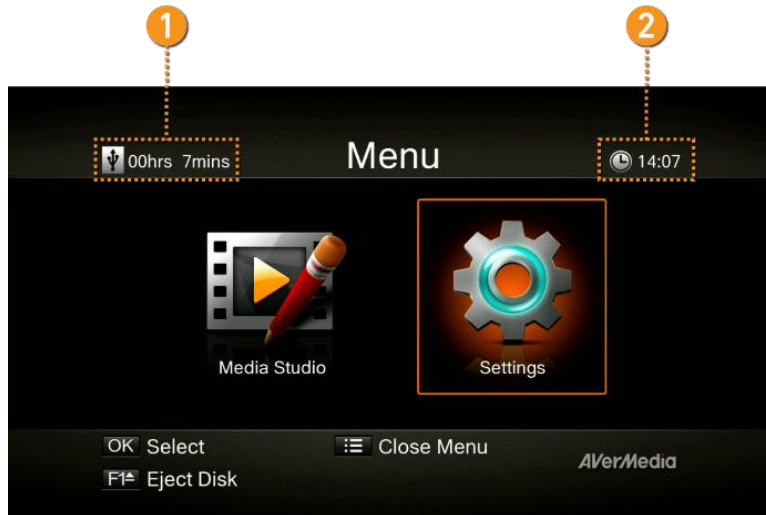 1
2
00hrs 7mins
Menu
14:07
Media Studio
Settings
OK Select
Close Menu
F1 Eject Disk
AVerMedia